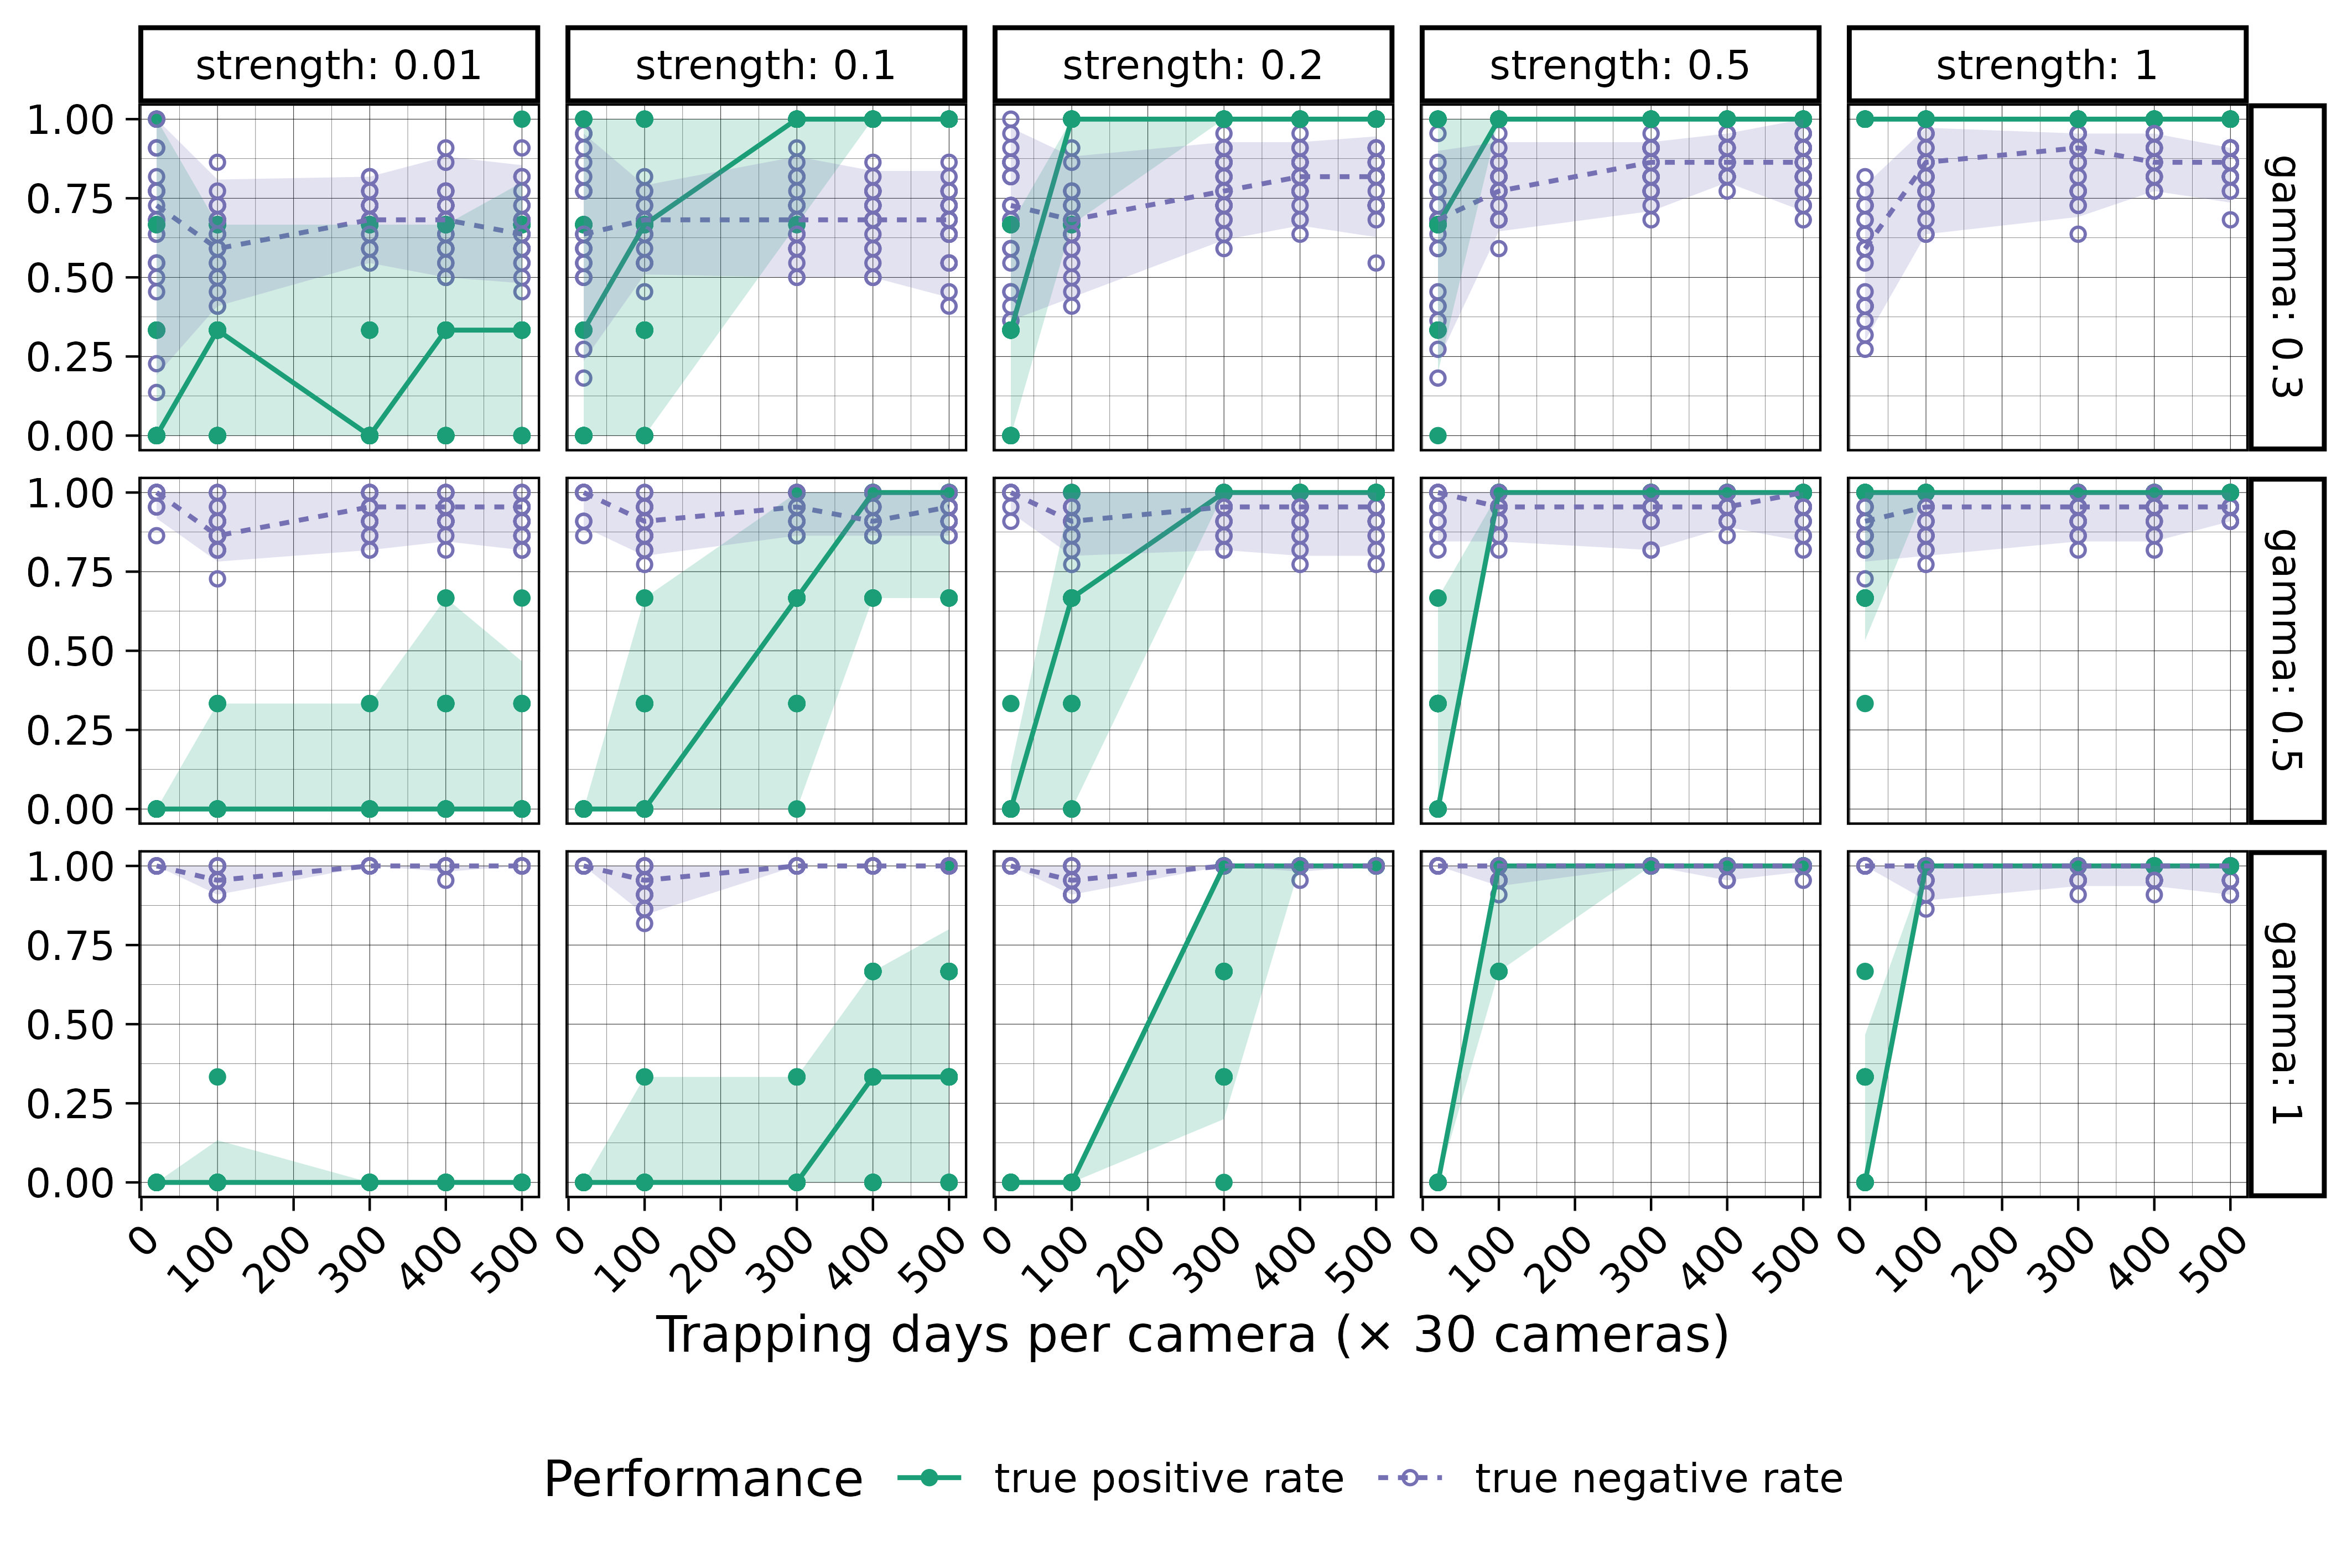 strength: 0.01 strength: 0.1 strength: 0.2 strength: 0.5 strength: 1
1.00
0.75
0.50
0.25
0.00
gamma: 0.3
1.00
0.75
0.50
0.25
0.00
gamma: 0.5
1.00
0.75
0.50
0.25
0.00
gamma: 1
0 100 200 300 400 500 0 100 200 300 400 500 0 100 200 300 400 500 0 100 200 300 400 500 0 100 200 300 400 500
Trapping days per camera (× 30 cameras)
Performance true positive rate true negative rate